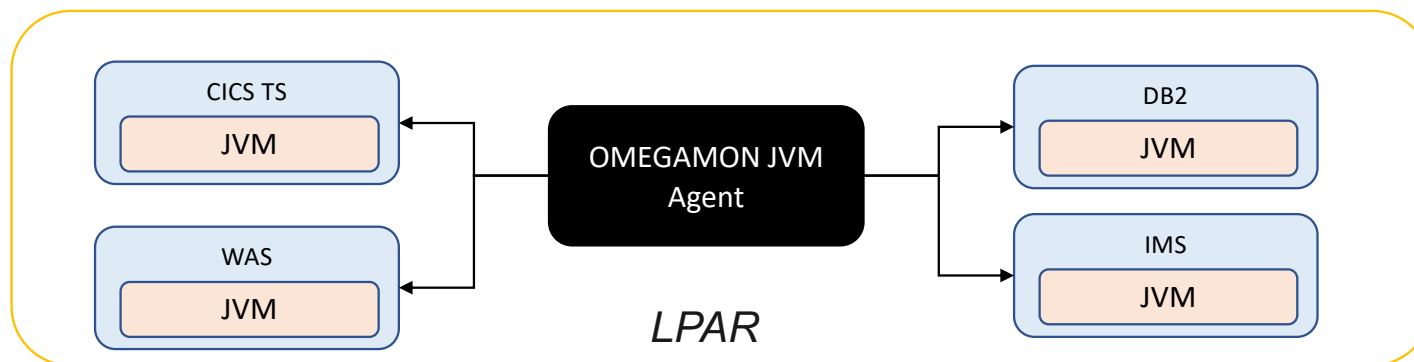 CICS TS
JVM
WAS
JVM
OMEGAMON JVM
Agent
LPAR
DB2
JVM
IMS
JVM